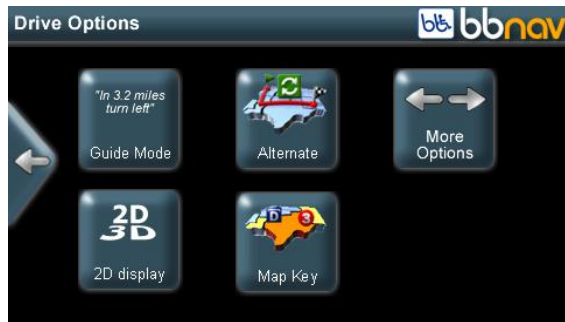 Drive Options
bb
bbnav
"In 3.2 miles
turn left"
Guide Mode
Alternate
More
Options
2D
3D
2D display
D
3
Map Key